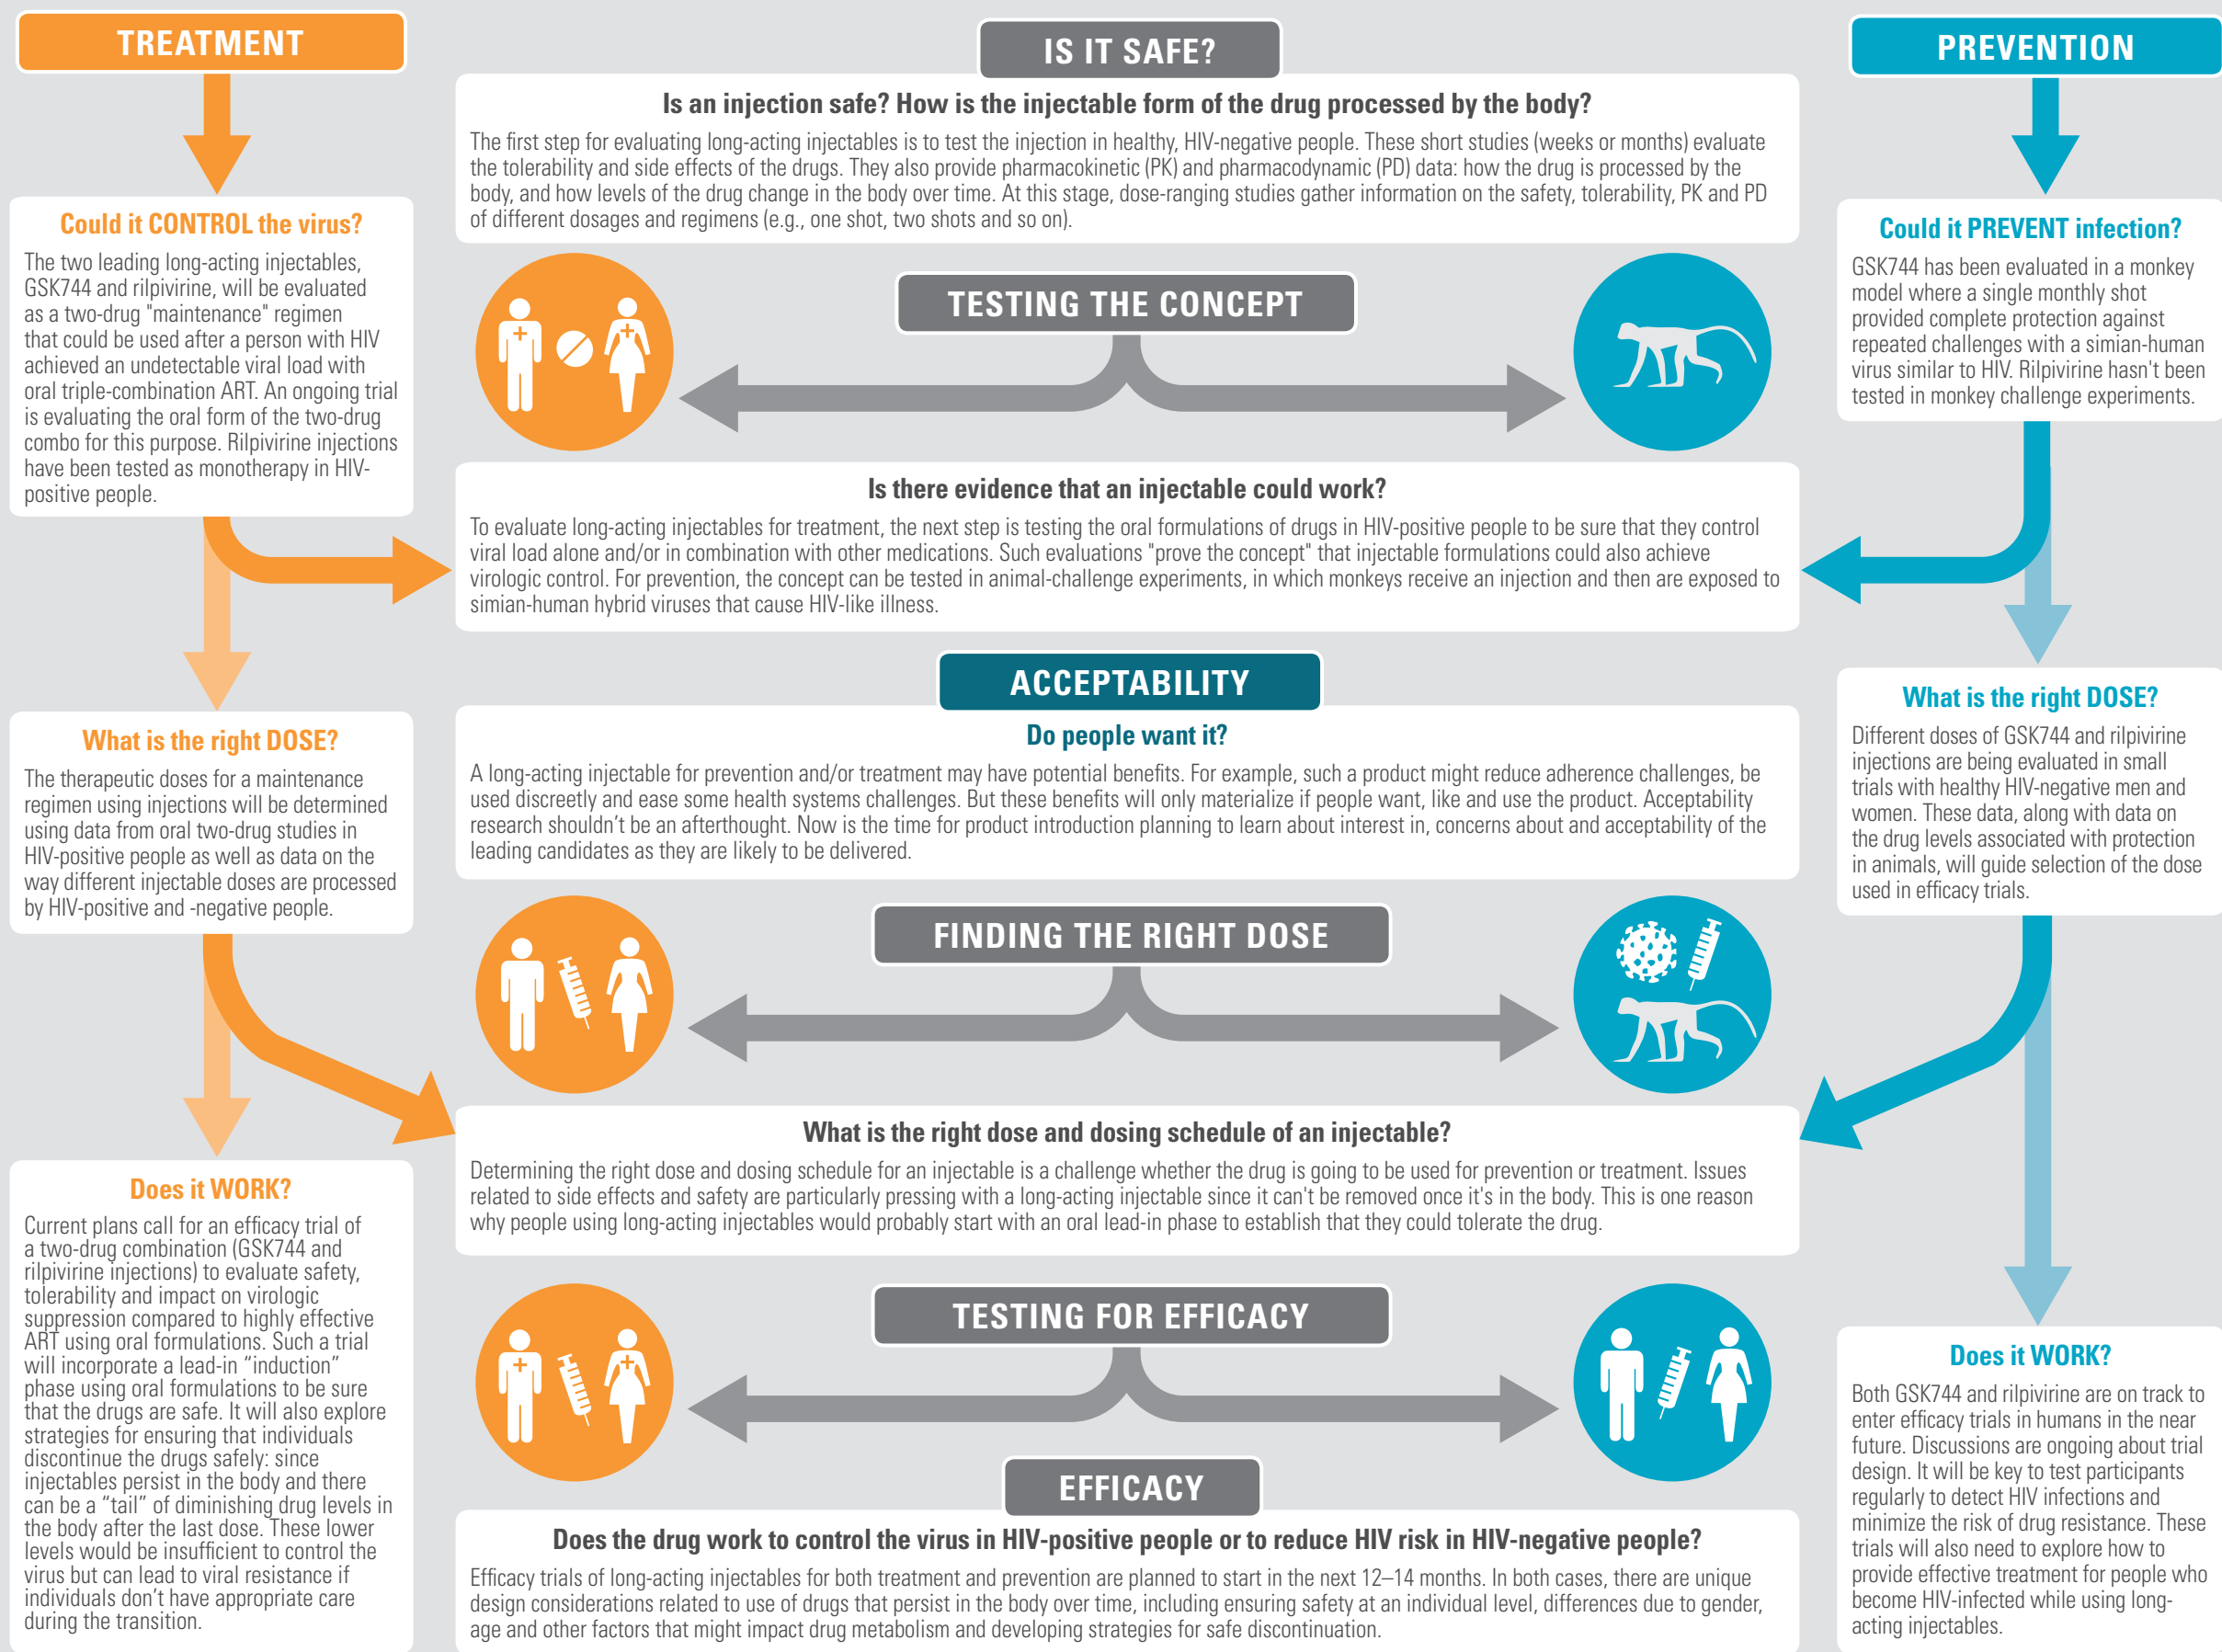 TREATMENT
IS IT SAFE?
PREVENTION
Is an injection safe? How is the injectable form of the drug processed by the body?
The first step for evaluating long-acting injectables is to test the injection in healthy, HIV-negative people. These short studies (weeks or months) evaluate
the tolerability and side effects of the drugs. They also provide pharmacokinetic (PK) and pharmacodynamic (PD) data: how the drug is processed by the
body, and how levels of the drug change in the body over time. At this stage, dose-ranging studies gather information on the safety, tolerability, PK and PD
of different dosages and regimens (e.g., one shot, two shots and so on).
Could it CONTROL the virus?
The two leading long-acting injectables,
GSK744 and rilpivirine, will be evaluated
as a two-drug "maintenance" regimen
that could be used after a person with HIV
achieved an undetectable viral load with
oral triple-combination ART. An ongoing trial
is evaluating the oral form of the two-drug
combo for this purpose. Rilpivirine injections
have been tested as monotherapy in HIV-
positive people.
TESTING THE CONCEPT
Could it PREVENT infection?
GSK744 has been evaluated in a monkey
model where a single monthly shot
provided complete protection against
repeated challenges with a simian-human
virus similar to HIV. Rilpivirine hasn't been
tested in monkey challenge experiments.
Is there evidence that an injectable could work?
To evaluate long-acting injectables for treatment, the next step is testing the oral formulations of drugs in HIV-positive people to be sure that they control
viral load alone and/or in combination with other medications. Such evaluations "prove the concept" that injectable formulations could also achieve
virologic control. For prevention, the concept can be tested in animal-challenge experiments, in which monkeys receive an injection and then are exposed to
simian-human hybrid viruses that cause HIV-like illness.
ACCEPTABILITY
Do people want it?
A long-acting injectable for prevention and/or treatment may have potential benefits. For example, such a product might reduce adherence challenges, be
used discreetly and ease some health systems challenges. But these benefits will only materialize if people want, like and use the product. Acceptability
research shouldn't be an afterthought. Now is the time for product introduction planning to learn about interest in, concerns about and acceptability of the
leading candidates as they are likely to be delivered.
What is the right DOSE?
The therapeutic doses for a maintenance
regimen using injections will be determined
using data from oral two-drug studies in
HIV-positive people as well as data on the
way different injectable doses are processed
by HIV-positive and -negative people.
What is the right DOSE?
Different doses of GSK744 and rilpivirine
injections are being evaluated in small
trials with healthy HIV-negative men and
women. These data, along with data on
the drug levels associated with protection
in animals, will guide selection of the dose
used in efficacy trials.
FINDING THE RIGHT DOSE
What is the right dose and dosing schedule of an injectable?
Determining the right dose and dosing schedule for an injectable is a challenge whether the drug is going to be used for prevention or treatment. Issues
related to side effects and safety are particularly pressing with a long-acting injectable since it can't be removed once it's in the body. This is one reason
why people using long-acting injectables would probably start with an oral lead-in phase to establish that they could tolerate the drug.
Does it WORK?
Current plans call for an efficacy trial of
a two-drug combination (GSK744 and
rilpivirine injections) to evaluate safety,
tolerability and impact on virologic
suppression compared to highly effective
ART using oral formulations. Such a trial
will incorporate a lead-in “induction”
phase using oral formulations to be sure
that the drugs are safe. It will also explore
strategies for ensuring that individuals
discontinue the drugs safely: since
injectables persist in the body and there
can be a “tail” of diminishing drug levels in
the body after the last dose. These lower
levels would be insufficient to control the
virus but can lead to viral resistance if
individuals don’t have appropriate care
during the transition.
TESTING FOR EFFICACY
EFFICACY
Does the drug work to control the virus in HIV-positive people or to reduce HIV risk in HIV-negative people?
Efficacy trials of long-acting injectables for both treatment and prevention are planned to start in the next 12–14 months. In both cases, there are unique
design considerations related to use of drugs that persist in the body over time, including ensuring safety at an individual level, differences due to gender,
age and other factors that might impact drug metabolism and developing strategies for safe discontinuation.
Does it WORK?
Both GSK744 and rilpivirine are on track to
enter efficacy trials in humans in the near
future. Discussions are ongoing about trial
design. It will be key to test participants
regularly to detect HIV infections and
minimize the risk of drug resistance. These
trials will also need to explore how to
provide effective treatment for people who
become HIV-infected while using long-
acting injectables.